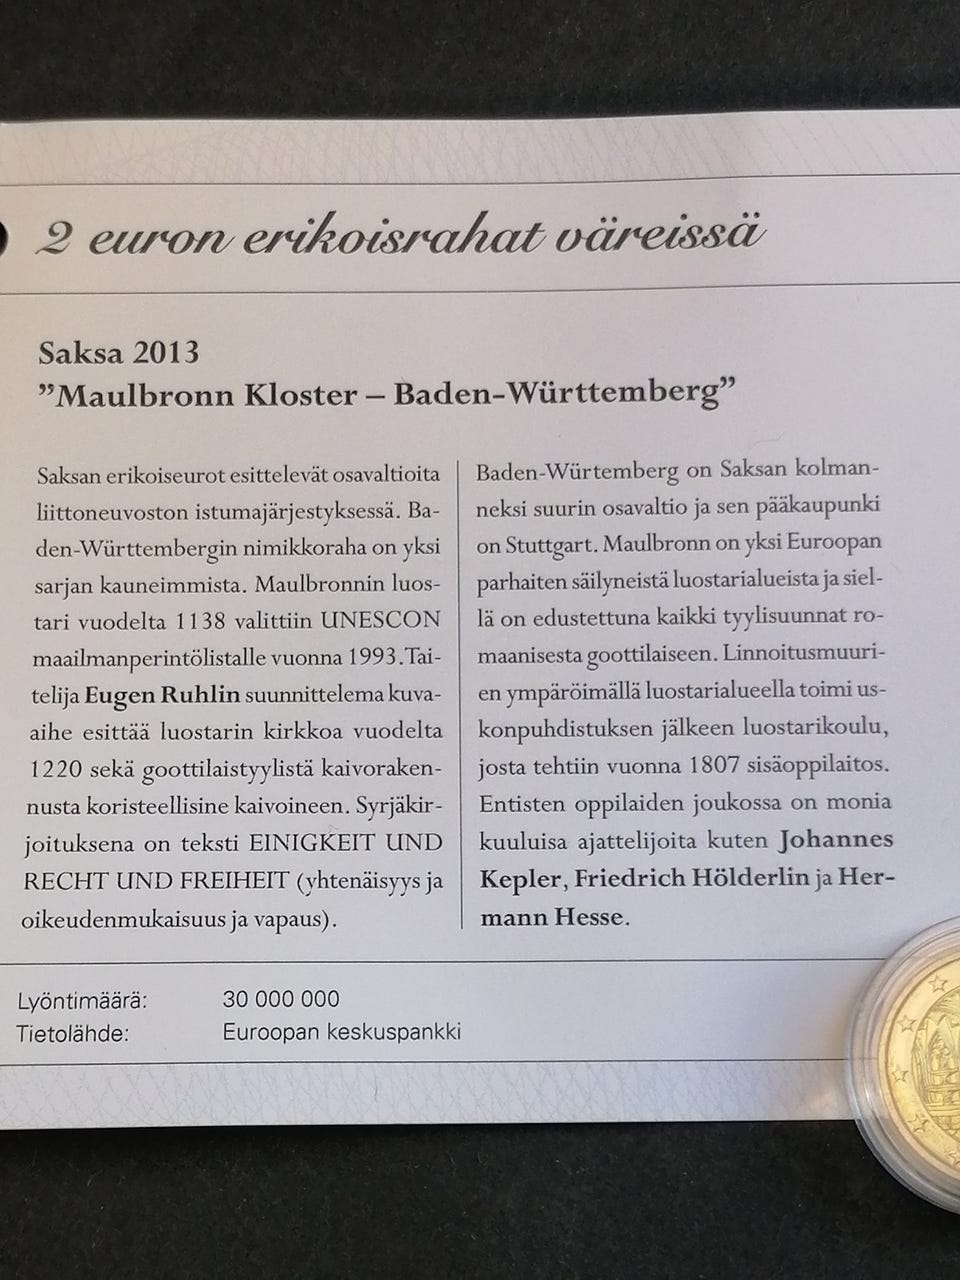 2 euron erikoisrahat väreissä
Saksa 2013
”Maulbronn Kloster – Baden-Württemberg”
Saksan erikoiseurot esittelevät osavaltioita
liittoneuvoston istumajärjestyksessä. Ba-
den-Württembergin nimikkoraha on yksi
sarjan kauneimmista. Maulbronnin luos-
tari vuodelta 1138 valittiin UNESCON
maailmanperintölistalle vuonna 1993.Tai-
telija Eugen Ruhlin suunnittelema kuva-
aihe esittää luostarin kirkkoa vuodelta
1220 sekä goottilaistyylistä kaivoraken-
nusta koristeellisine kaivoineen. Syrjäkir-
joituksena on teksti EINIGKEIT UND
RECHT UND FREIHEIT (yhtenäisyys ja
oikeudenmukaisuus ja vapaus).
Baden-Würtemberg on Saksan kolman-
neksi suurin osavaltio ja sen pääkaupunki
on Stuttgart. Maulbronn on yksi Euroopan
parhaiten säilyneistä luostarialueista ja siel-
lä on edustettuna kaikki tyylisuunnat ro-
maanisesta goottilaiseen. Linnoitusmuuri-
en ympäröimällä luostarialueella toimi us-
konpuhdistuksen jälkeen luostarikoulu,
josta tehtiin vuonna 1807 sisäoppilaitos.
Entisten oppilaiden joukossa on monia
kuuluisa ajattelijoita kuten Johannes
Kepler, Friedrich Hölderlin ja Her-
mann Hesse.
Lyöntimäärä: 30 000 000
Tietolähde: Euroopan keskuspankki